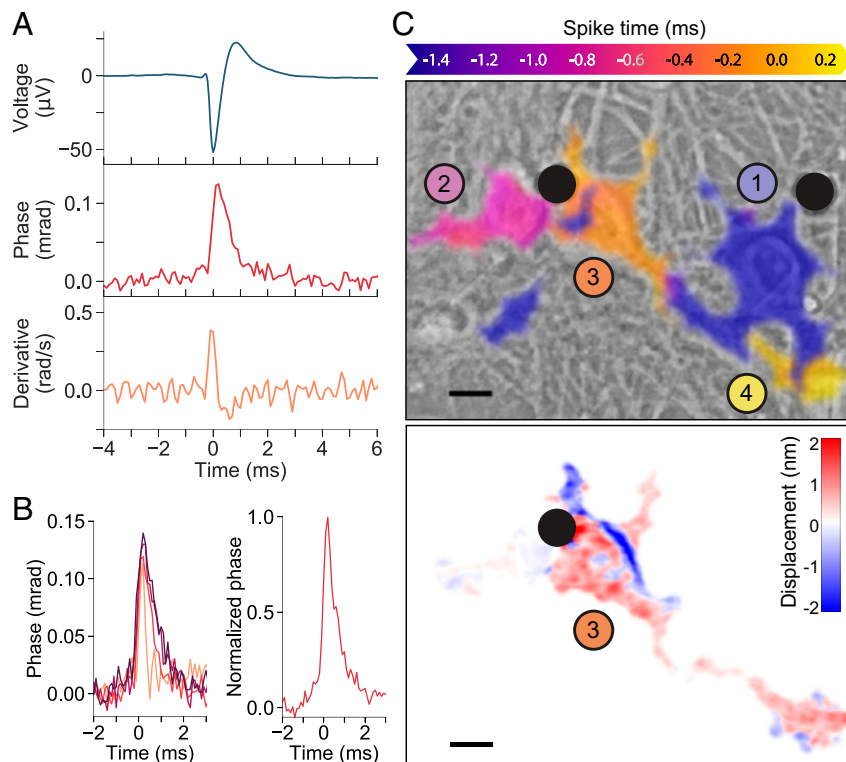 A
Voltage
(µV)
0
−50
Phase
(mrad)
0.1
0.0
Derivative
(rad/s)
0.5
0.0
−4 −2 0 2 4 6
Time (ms)
B
Phase (mrad)
0.15
0.10
0.05
0.00
−2 0 2
Time (ms)
Normalized phase
1.0
0.5
0.0
−2 0 2
Time (ms)
C
Spike time (ms)
-1.4 -1.2 -1.0 -0.8 -0.6 -0.4 -0.2 0.0 0.2
2
1
3
4
Displacement (nm)
2
1
0
-1
-2
3